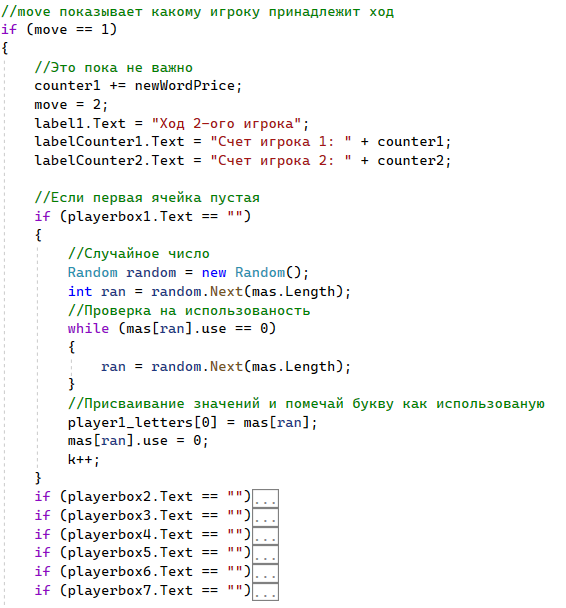 //move показывает какому игроку принадлежит ход
if (move == 1)
{
//Это пока не важно
counter1 += newWordPrice;
move = 2;
label1.Text = "Ход 2-ого игрока";
labelCounter1.Text = "Счет игрока 1: " + counter1;
labelCounter2.Text = "Счет игрока 2: " + counter2;
//Если первая ячейка пустая
if (playerbox1.Text == "")
{
//Случайное число
Random random = new Random();
int ran = random.Next(mas.Length);
//Проверка на использованость
while (mas[ran].use == 0)
{
ran = random.Next(mas.Length);
}
//Присваивание значений и помечай букву как использованую
player1_letters[0] = mas[ran];
mas[ran].use = 0;
k++;
}
if (playerbox2.Text == "")...
if (playerbox3.Text == "")...
if (playerbox4.Text == "")...
if (playerbox5.Text == "")...
if (playerbox6.Text == "")...
if (playerbox7.Text == "")...